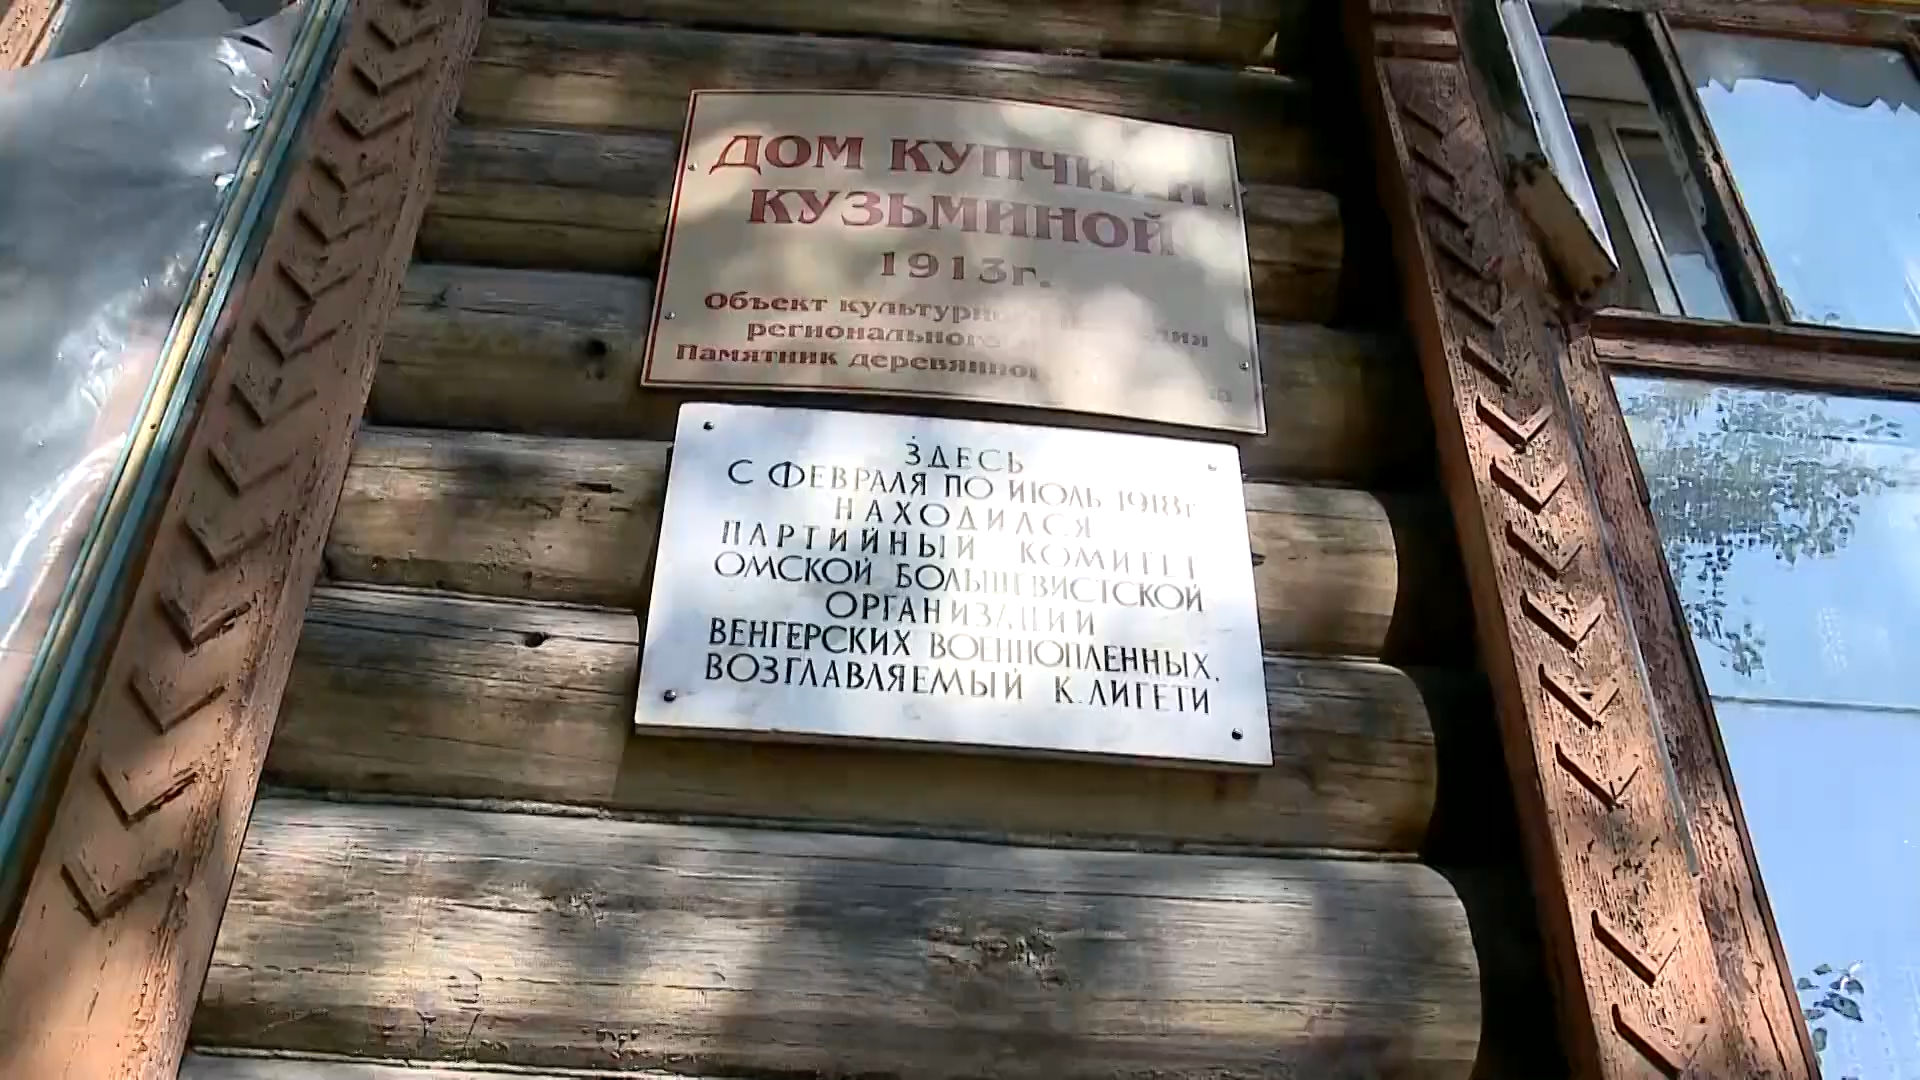 ДОМ КУПЧИХИ
КУЗЬМИНОЙ
1913г.
Объект культурного
регионального
Памятник деревянного
ЗДЕСЬ
С ФЕВРАЛЯ ПО ИЮЛЬ 1918г
НАХОДИЛСЯ
ПАРТИЙНЫЙ КОМИТЕТ
ОМСКОЙ БОЛЬШЕВИСТСКОЙ
ОРГАНИЗАЦИИ
ВЕНГЕРСКИХ ВОЕННОПЛЕННЫХ,
ВОЗГЛАВЛЯЕМЫЙ К. ЛИГЕТИ